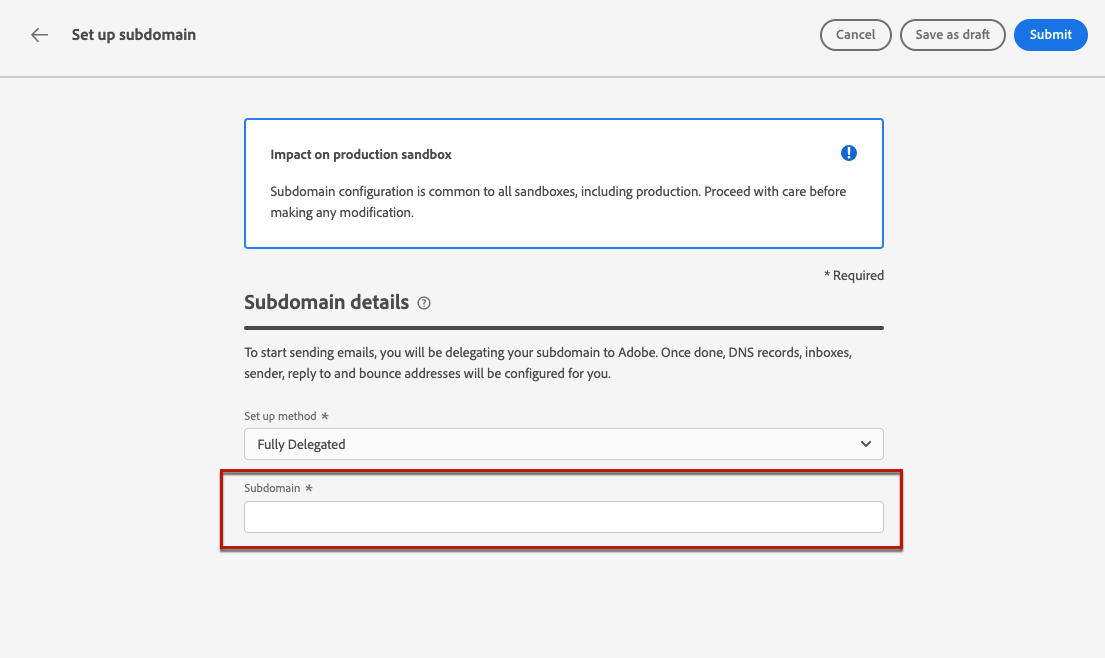 Set up subdomain
Cancel
Save as draft
Submit
Impact on production sandbox
Subdomain configuration is common to all sandboxes, including production. Proceed with care before
making any modification.
* Required
Subdomain details
To start sending emails, you will be delegating your subdomain to Adobe. Once done, DNS records, inboxes,
sender, reply to and bounce addresses will be configured for you.
Set up method *
Fully Delegated
Subdomain *